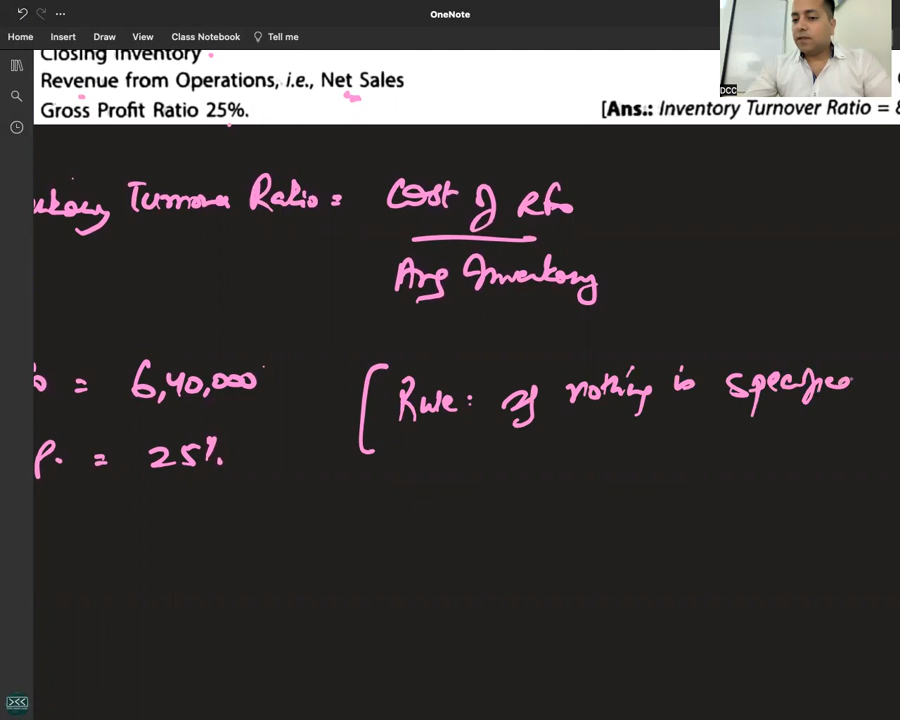 OneNote
Home Insert Draw View Class Notebook Tell me
DCC
Closing Inventory
Revenue from Operations, i.e., Net Sales
Gross Profit Ratio 25%. [Ans.: Inventory Turnover Ratio = 8
Turnover Ratio = Cost of Rfo
Avg Inventory
= 6,40,000 [Rule: If nothing is specified
P. = 25%